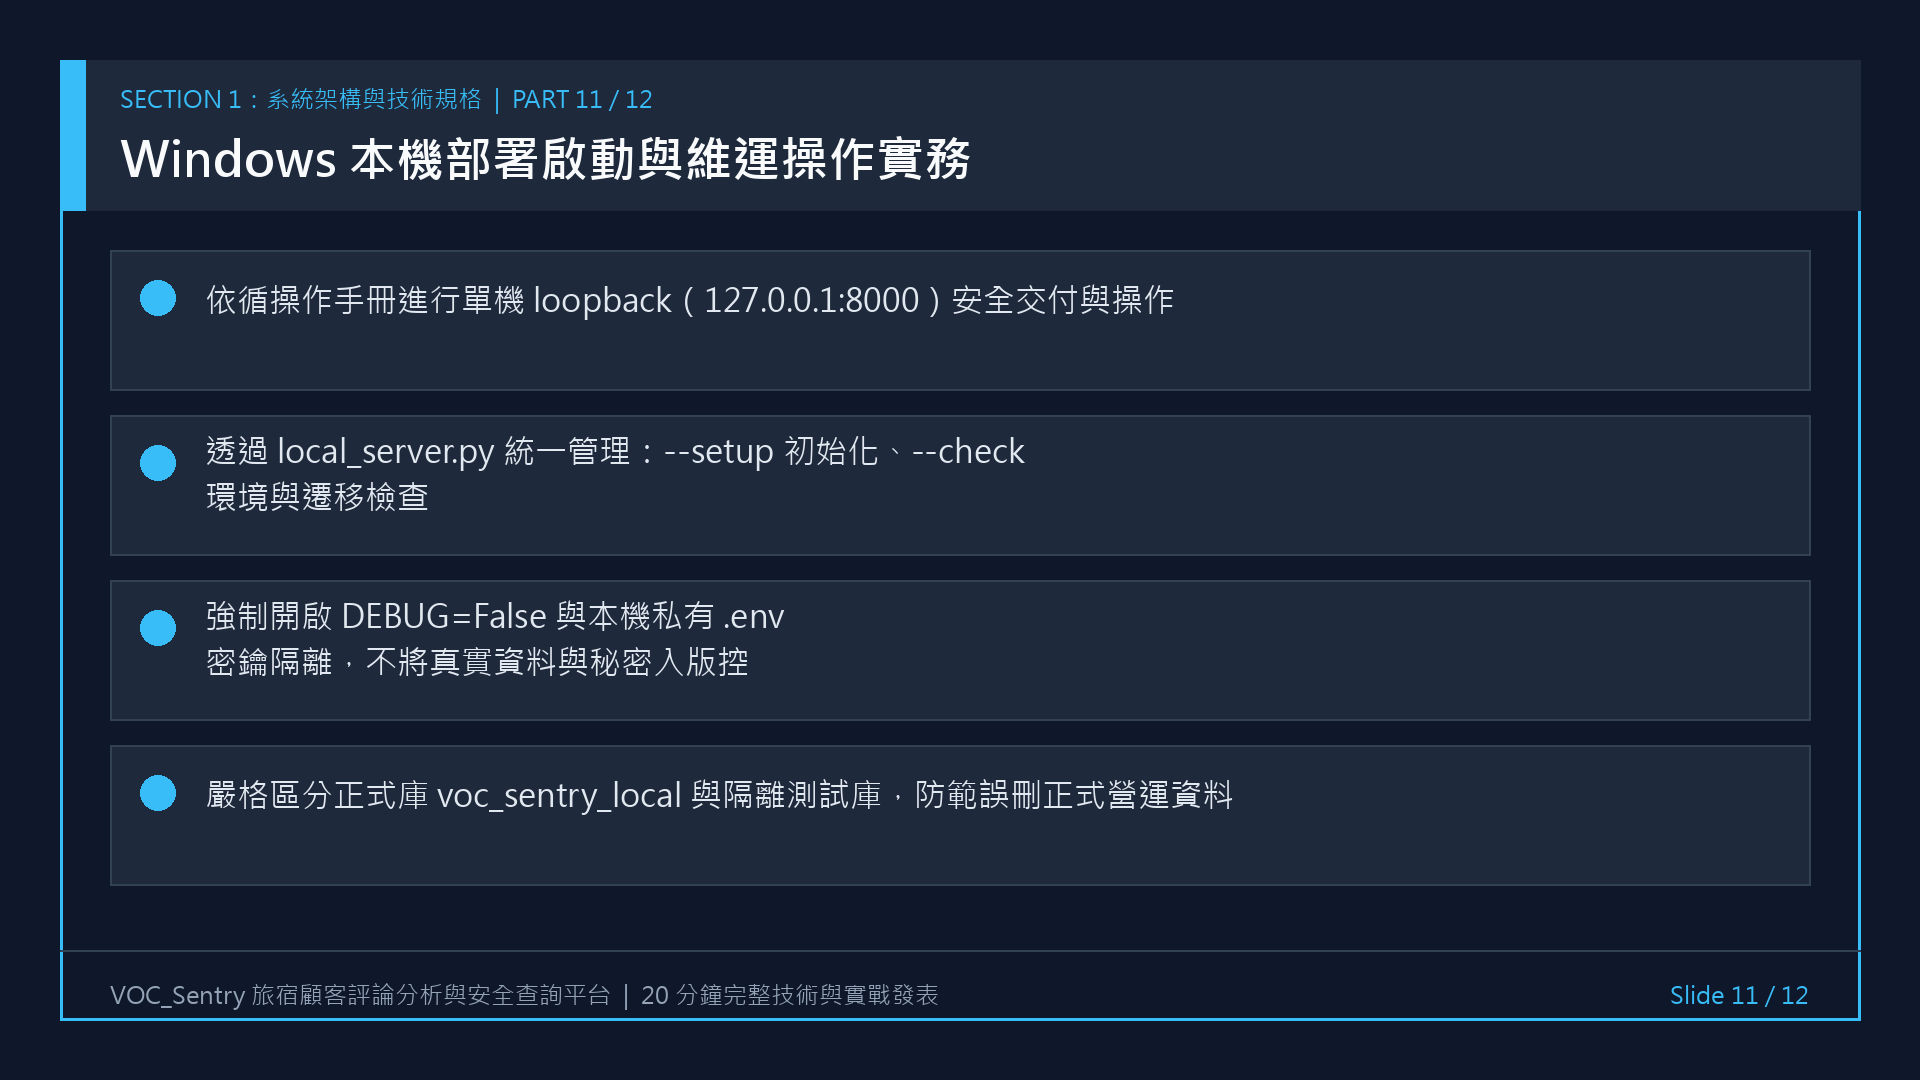 SECTION 1：系統架構與技術規格 | PART 11 / 12
Windows 本機部署啟動與維運操作實務
依循操作手冊進行單機 loopback（127.0.0.1:8000）安全交付與操作
透過 local_server.py 統一管理：--setup 初始化、--check
環境與遷移檢查
強制開啟 DEBUG=False 與本機私有 .env
密鑰隔離，不將真實資料與秘密入版控
嚴格區分正式庫 voc_sentry_local 與隔離測試庫，防範誤刪正式營運資料
VOC_Sentry 旅宿顧客評論分析與安全查詢平台 | 20 分鐘完整技術與實戰發表
Slide 11 / 12